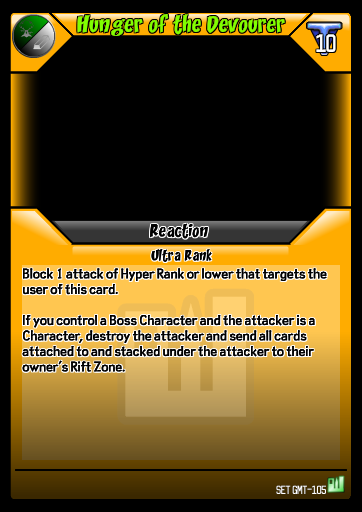 Hunger of the Devourer
10
Reaction
Ultra Rank
Block 1 attack of Hyper Rank or lower that targets the
user of this card.
If you control a Boss Character and the attacker is a
Character, destroy the attacker and send all cards
attached to and stacked under the attacker to their
owner's Rift Zone.
SET GMT-105